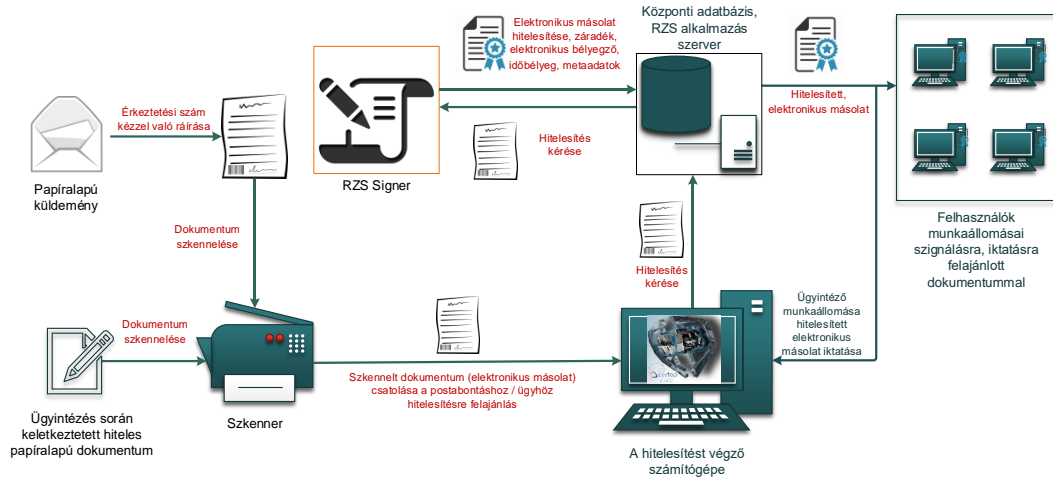 Érkeztetési szám
kézzel való ráírása
Papíralapú
küldemény
Elektronikus másolat
hitelesítése, záradék,
elektronikus bélyegző,
időbélyeg, metaadatok
Hitelesítés
kérése
RZS Signer
Központi adatbázis,
RZS alkalmazás
szerver
Hitelesített,
elektronikus másolat
Felhasználók
munkaállomásai
szignálásra, iktatásra
felajánlott
dokumentummal
Dokumentum
szkennelése
Hitelesítés
kérése
Dokumentum
szkennelése
Ügyintézés során
keletkeztetett hiteles
papíralapú dokumentum
Szkenner
Szkennelt dokumentum (elektronikus másolat)
csatolása a postabontáshoz / ügyhöz
hitelesítésre felajánlás
Ügyintéző
munkaállomása
hitelesített
elektronikus
másolat iktatása
A hitelesítést végző
számítógépe